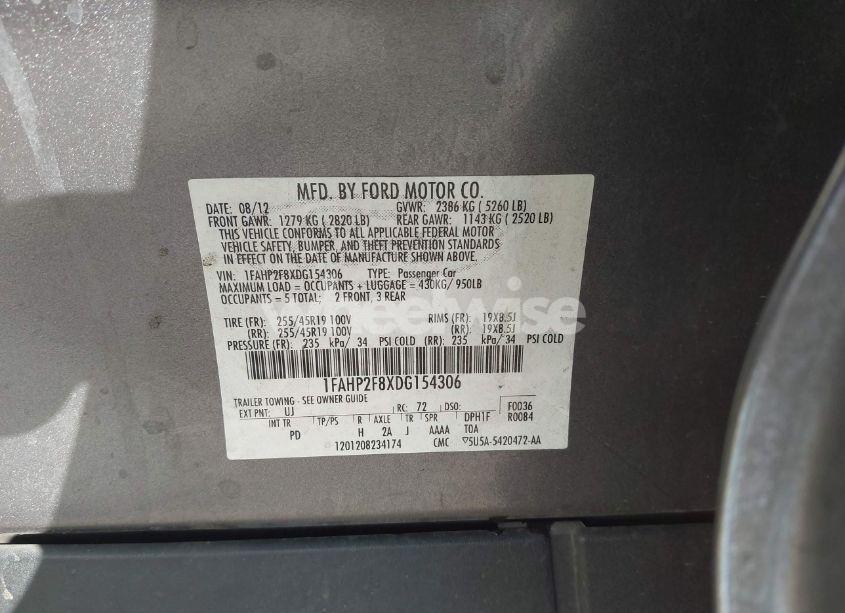 MFD. BY FORD MOTOR CO.
DATE: 08/12 GVWR: 2386 KG ( 5260 LB)
FRONT GAWR: 1279 KG ( 2820 LB) REAR GAWR: 1143 KG ( 2520 LB)
THIS VEHICLE CONFORMS TO ALL APPLICABLE FEDERAL MOTOR
VEHICLE SAFETY, BUMPER, AND THEFT PREVENTION STANDARDS
IN EFFECT ON THE DATE OF MANUFACTURE SHOWN ABOVE.
VIN: 1FAHP2F8XDG154306 TYPE: Passenger Car
MAXIMUM LOAD = OCCUPANTS + LUGGAGE = 430KG/ 950LB
OCCUPANTS = 5 TOTAL: 2 FRONT, 3 REAR
TIRE (FR): 255/45R19 100V RIMS (FR): 19X8.5J
(RR): 255/45R19 100V (RR): 19X8.5J
PRESSURE (FR): 235 kPa/ 34 PSI COLD (RR): 235 kPa/34 PSI COLD
1FAHP2F8XDG154306
TRAILER TOWING - SEE OWNER GUIDE
EXT PNT: UJ RC: 72 DSO: F0036
INT TR TP/PS R AXLE TR SPR DPH1F R0084
PD H 2A J AAAA TOA
1201208234174 CMC ▽5U5A-5420472-AA